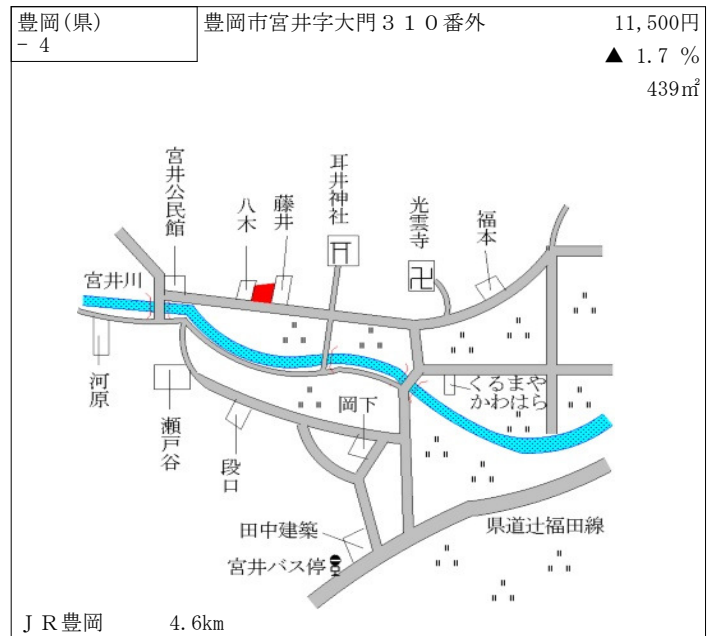 豊岡(県)
- 4
豊岡市宮井字大門３１０番外
11,500円
▲ 1.7 %
439㎡
宮井公民館
八木
藤井
耳井神社
光雲寺
福本
宮井川
河原
瀬戸谷
段口
岡下
くるまや
かわはら
田中建築
宮井バス停
県道辻福田線
ＪＲ豊岡 4.6km